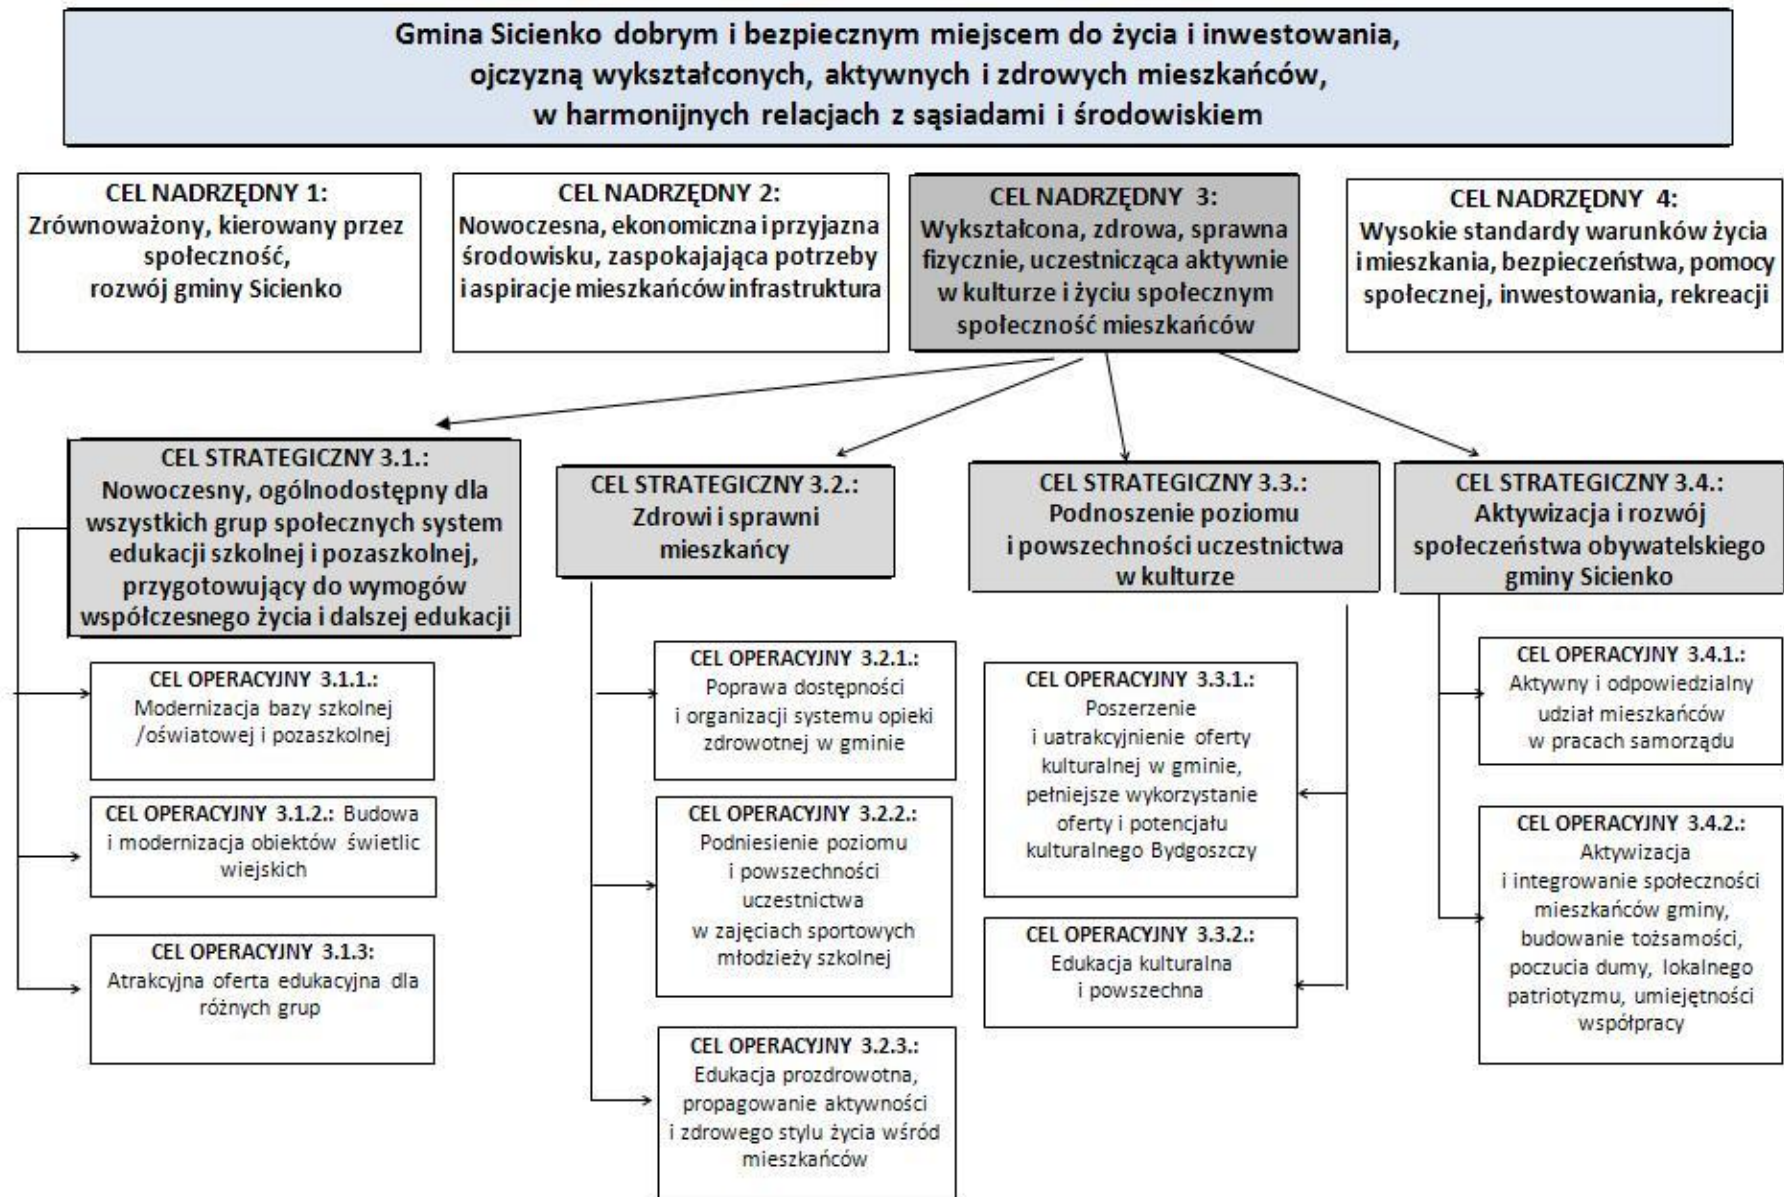 Gmina Sicienko dobrym i bezpiecznym miejscem do życia i inwestowania,
ojczyzną wykształconych, aktywnych i zdrowych mieszkańców,
w harmonijnych relacjach z sąsiadami i środowiskiem
CEL NADRZĘDNY 1:
Zrównoważony, kierowany przez
społeczność,
rozwój gminy Sicienko
CEL NADRZĘDNY 2:
Nowoczesna, ekonomiczna i przyjazna
środowisku, zaspokajająca potrzeby
i aspiracje mieszkańców infrastruktura
CEL NADRZĘDNY 3:
Wykształcona, zdrowa, sprawna
fizycznie, uczestnicząca aktywnie
w kulturze i życiu społecznym
społeczność mieszkańców
CEL NADRZĘDNY 4:
Wysokie standardy warunków życia
i mieszkania, bezpieczeństwa, pomocy
społecznej, inwestowania, rekreacji
CEL STRATEGICZNY 3.1.:
Nowoczesny, ogólnodostępny dla
wszystkich grup społecznych system
edukacji szkolnej i pozaszkolnej,
przygotowujący do wymogów
współczesnego życia i dalszej edukacji
CEL STRATEGICZNY 3.2.:
Zdrowi i sprawni
mieszkańcy
CEL STRATEGICZNY 3.3.:
Podnoszenie poziomu
i powszechności uczestnictwa
w kulturze
CEL STRATEGICZNY 3.4.:
Aktywizacja i rozwój
społeczeństwa obywatelskiego
gminy Sicienko
CEL OPERACYJNY 3.1.1.:
Modernizacja bazy szkolnej
/oświatowej i pozaszkolnej
CEL OPERACYJNY 3.1.2.: Budowa
i modernizacja obiektów świetlic
wiejskich
CEL OPERACYJNY 3.1.3:
Atrakcyjna oferta edukacyjna dla
różnych grup
CEL OPERACYJNY 3.2.1.:
Poprawa dostępności
i organizacji systemu opieki
zdrowotnej w gminie
CEL OPERACYJNY 3.2.2.:
Podniesienie poziomu
i powszechności
uczestnictwa
w zajęciach sportowych
młodzieży szkolnej
CEL OPERACYJNY 3.2.3.:
Edukacja prozdrowotna,
propagowanie aktywności
i zdrowego stylu życia wśród
mieszkańców
CEL OPERACYJNY 3.3.1.:
Poszerzenie
i uatrakcyjnienie oferty
kulturalnej w gminie,
pełniejsze wykorzystanie
oferty i potencjału
kulturalnego Bydgoszczy
CEL OPERACYJNY 3.3.2.:
Edukacja kulturalna
i powszechna
CEL OPERACYJNY 3.4.1.:
Aktywny i odpowiedzialny
udział mieszkańców
w pracach samorządu
CEL OPERACYJNY 3.4.2.:
Aktywizacja
i integrowanie społeczności
mieszkańców gminy,
budowanie tożsamości,
poczucia dumy, lokalnego
patriotyzmu, umiejętności
współpracy